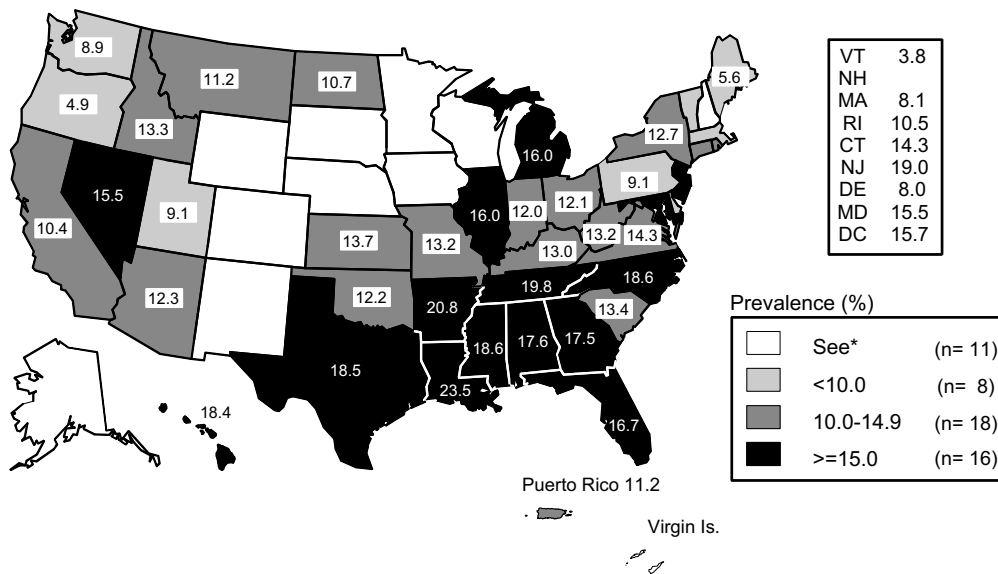 8.9
11.2
10.7
5.6
4.9
13.3
12.7
16.0
15.5
9.1
9.1
10.4
16.0
12.0
12.1
13.7
13.2
13.2
14.3
13.0
12.3
12.2
19.8
18.6
20.8
13.4
18.5
18.6
17.6
17.5
23.5
18.4
16.7
VT 3.8
NH
MA 8.1
RI 10.5
CT 14.3
NJ 19.0
DE 8.0
MD 15.5
DC 15.7
Prevalence (%)
See* (n= 11)
<10.0 (n= 8)
10.0-14.9 (n= 18)
>=15.0 (n= 16)
Puerto Rico 11.2
Virgin Is.